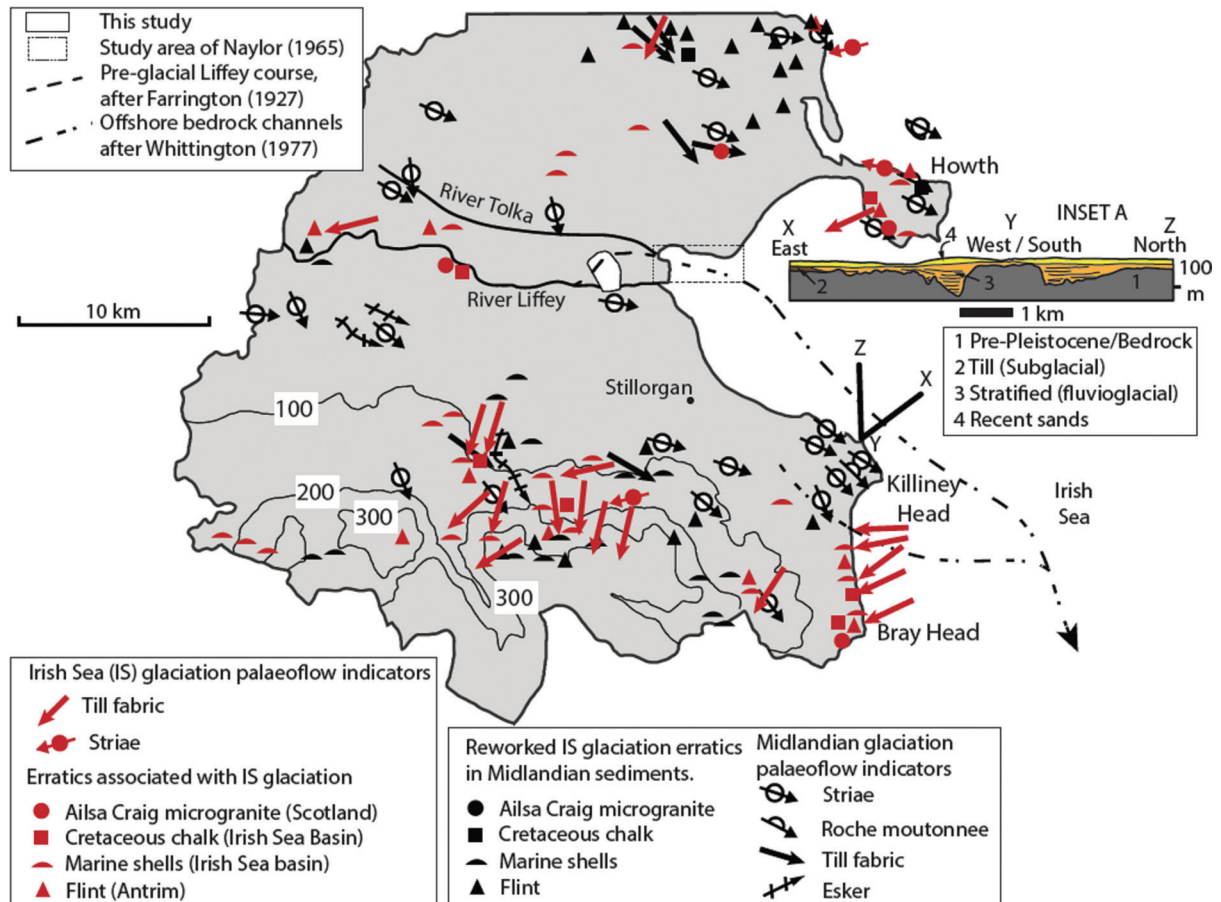 This study
Study area of Naylor (1965)
Pre-glacial Liffey course,
after Farrington (1927)
Offshore bedrock channels
after Whittington (1977)
Howth
River Tolka
X
East
4
Y
West / South
INSET A
Z
North
2
3
1
100
m
1 km
River Liffey
10 km
1 Pre-Pleistocene/Bedrock
2 Till (Subglacial)
3 Stratified (fluvioglacial)
4 Recent sands
Z
X
Y
Stillorgan
100
200
300
300
Killiney
Head
Irish
Sea
Bray Head
Irish Sea (IS) glaciation palaeoflow indicators
Till fabric
Striae
Erratics associated with IS glaciation
Ailsa Craig microgranite (Scotland)
Cretaceous chalk (Irish Sea Basin)
Marine shells (Irish Sea basin)
Flint (Antrim)
Reworked IS glaciation erratics
in Midlandian sediments.
Ailsa Craig microgranite
Cretaceous chalk
Marine shells
Flint
Midlandian glaciation
palaeoflow indicators
Striae
Roche moutonnee
Till fabric
Esker